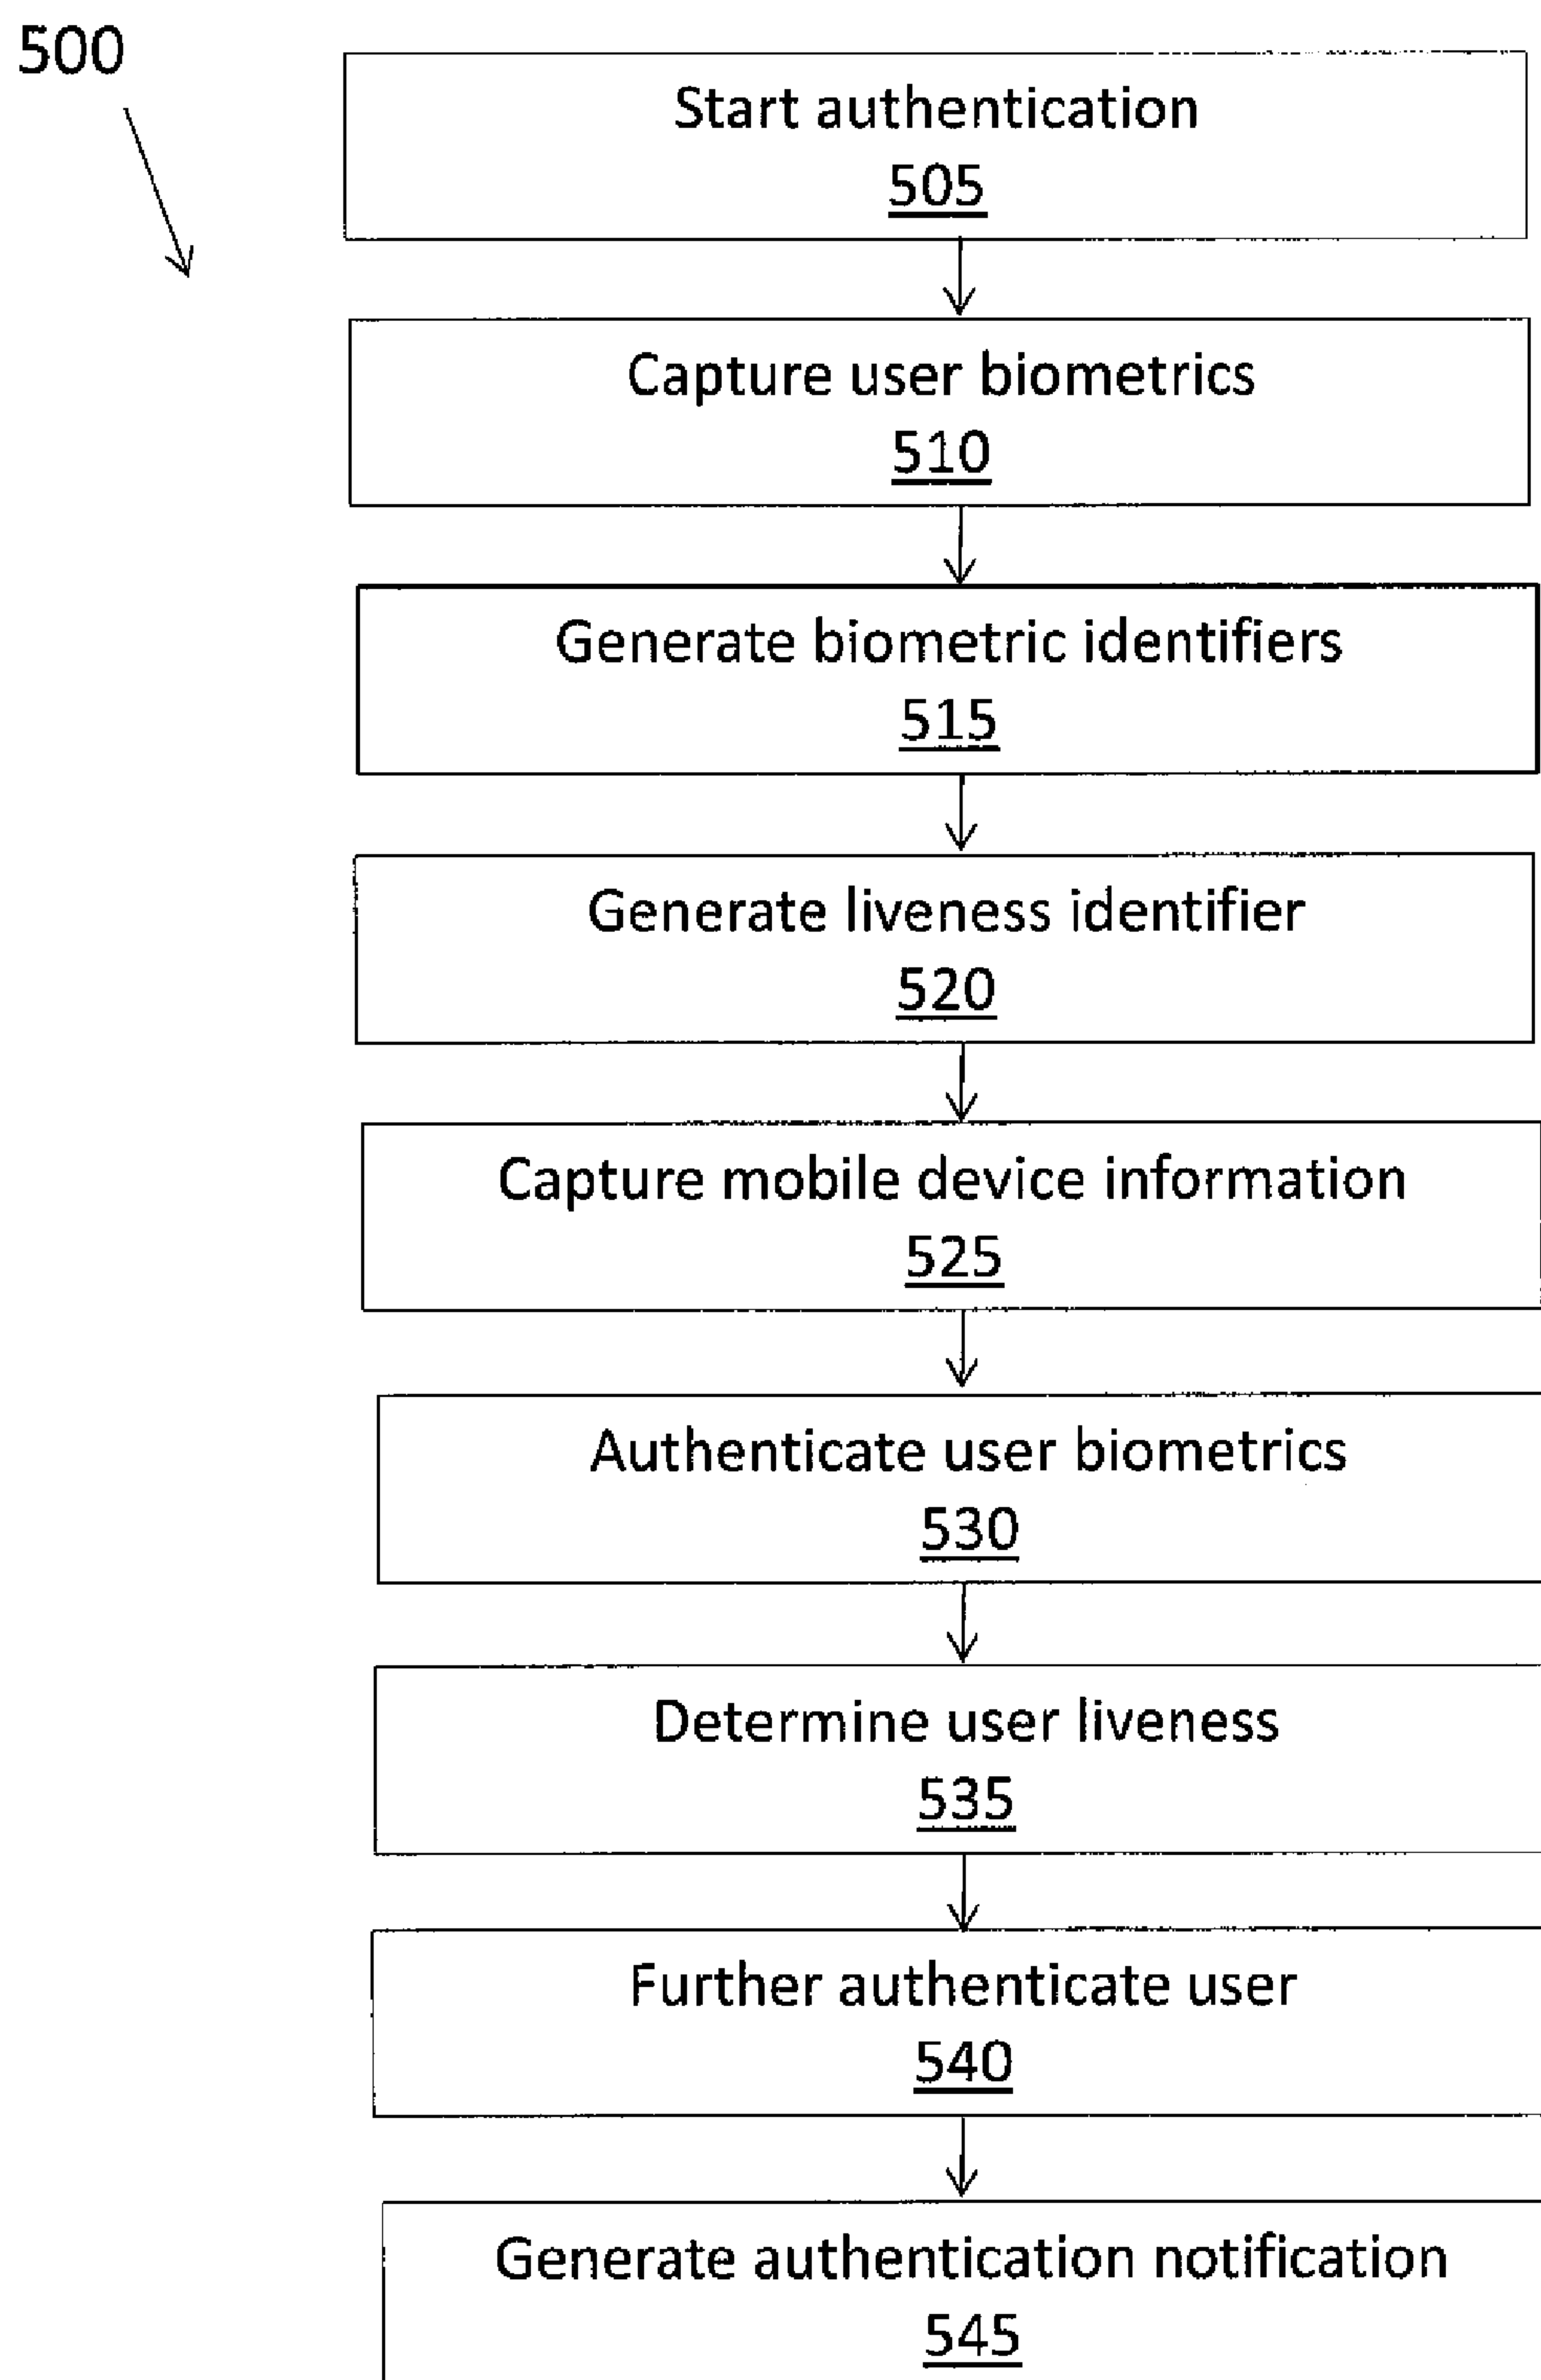 500
Start authentication
505
Capture user biometrics
510
Generate biometric identifiers
515
Generate liveness identifier
520
Capture mobile device information
525
Authenticate user biometrics
530
Determine user liveness
535
Further authenticate user
540
Generate authentication notification
545